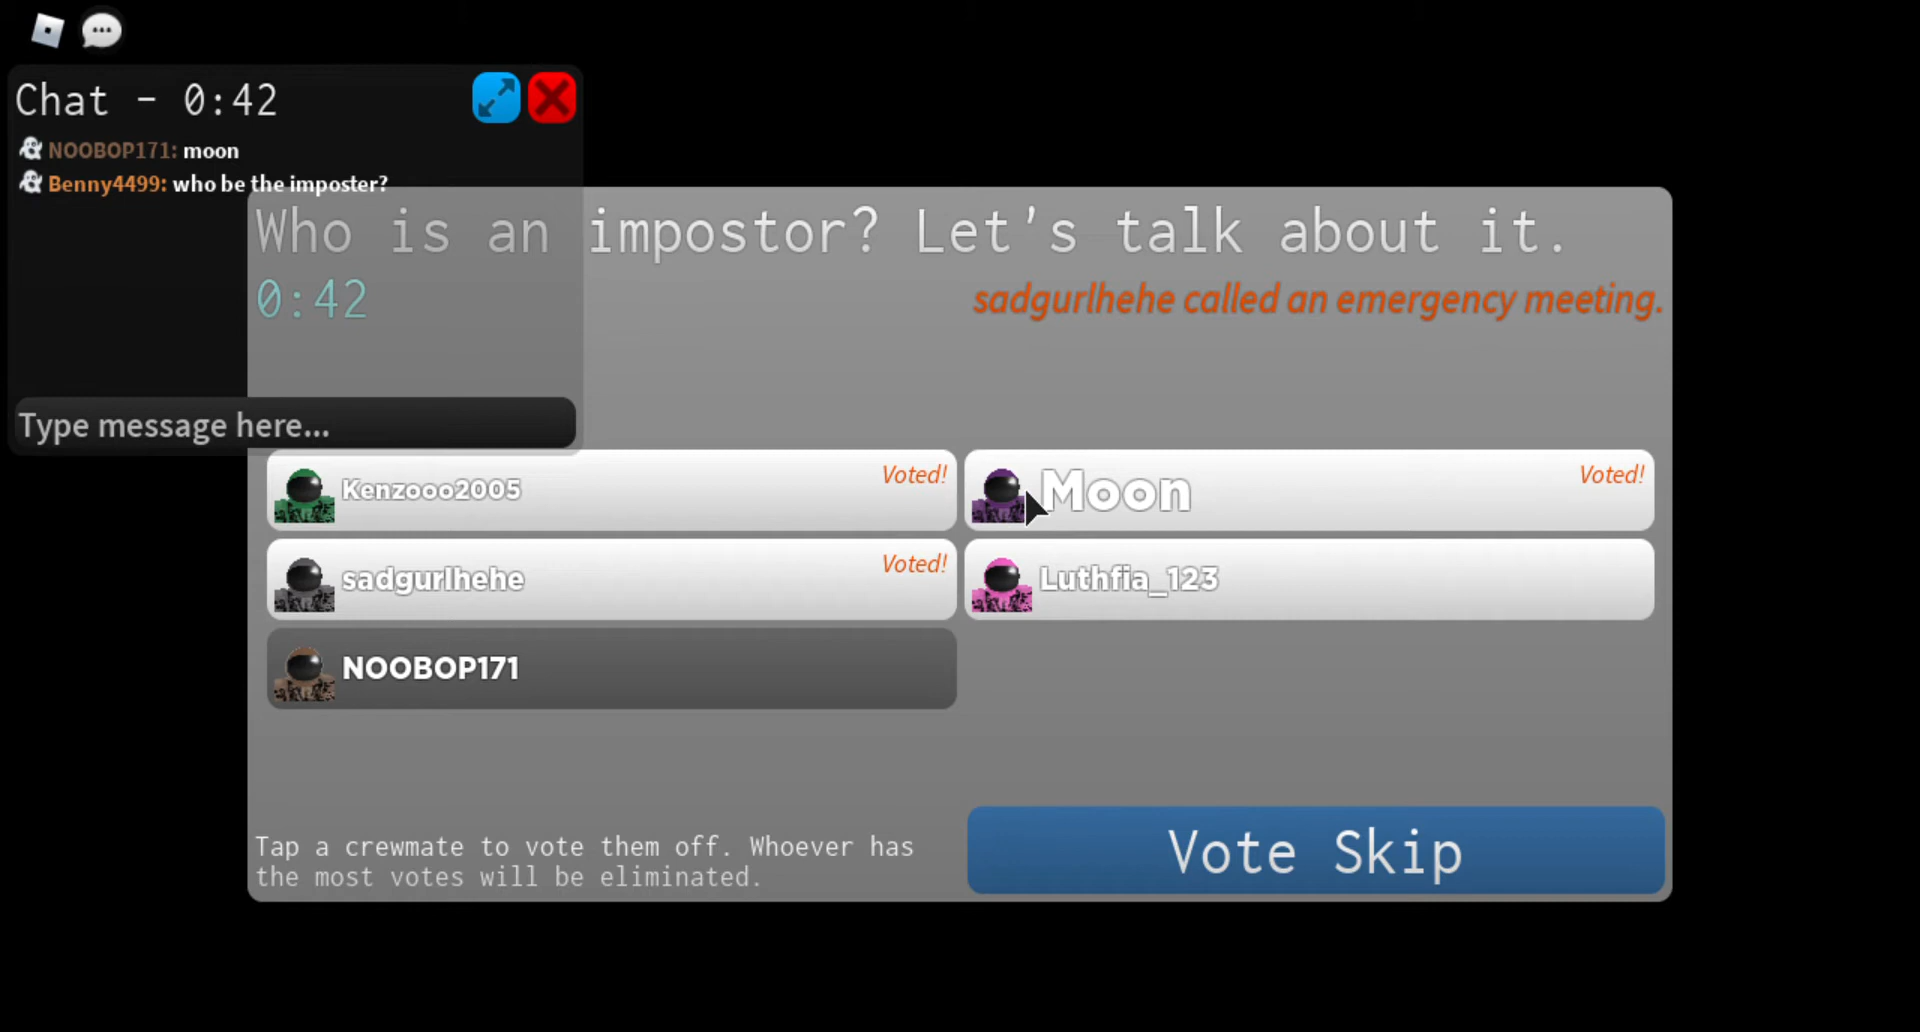 Chat - 0:42
NOOBOP171: moon
Benny4499: who be the imposter?
Who is an impostor? Let's talk about it.
0:42
sadgurlhehe called an emergency meeting.
Type message here...
Kenzooo2005 Voted!
Moon Voted!
sadgurlhehe Voted!
Luthfia_123
NOOBOP171
Tap a crewmate to vote them off. Whoever has
the most votes will be eliminated.
Vote Skip